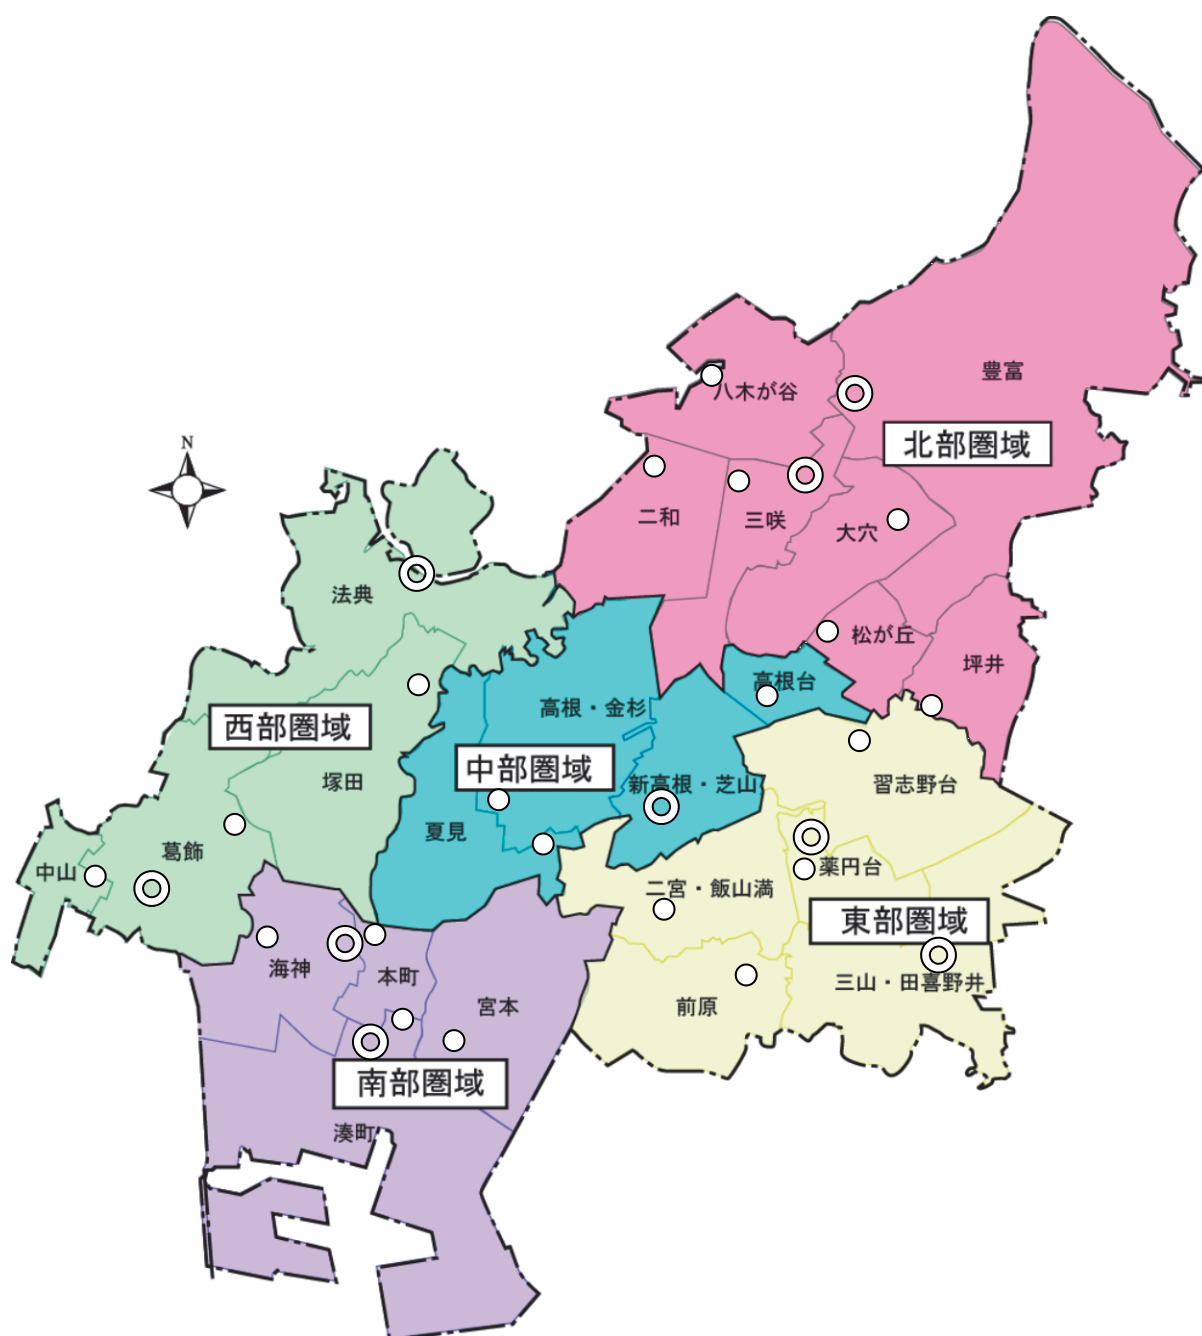 豊富
八木が谷
北部圏域
N
二和
三咲
大穴
法典
松が丘
坪井
高根台
高根・金杉
西部圏域
中部圏域
塚田
新高根・芝山
習志野台
夏見
葛飾
中山
薬円台
二宮・飯山満
東部圏域
海神
本町
三山・田喜野井
宮本
前原
南部圏域
湊町